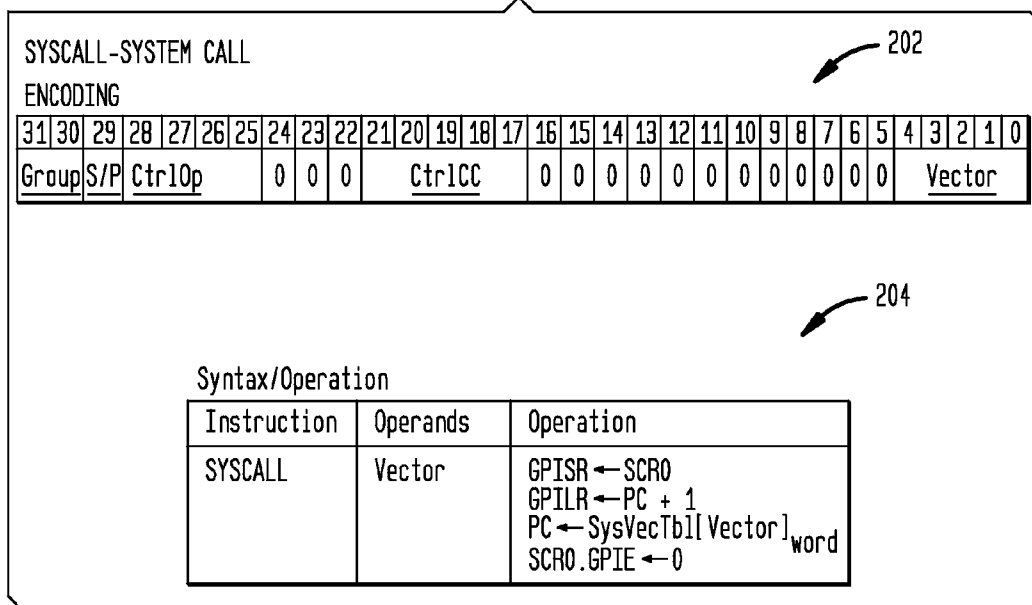 SYSCALL-SYSTEM CALL
202
ENCODING
31 30 29 28 27 26 25 24 23 22 21 20 19 18 17 16 15 14 13 12 11 10 9 8 7 6 5 4 3 2 1 0
Group S/P CtrlOp 0 0 0 CtrlCC 0 0 0 0 0 0 0 0 0 0 0 0 Vector
204
Syntax/Operation
Instruction Operands Operation
SYSCALL Vector GPISR ← SCR0
GPILR ← PC + 1
PC ← SysVecTbl[Vector]word
SCR0.GPIE ← 0